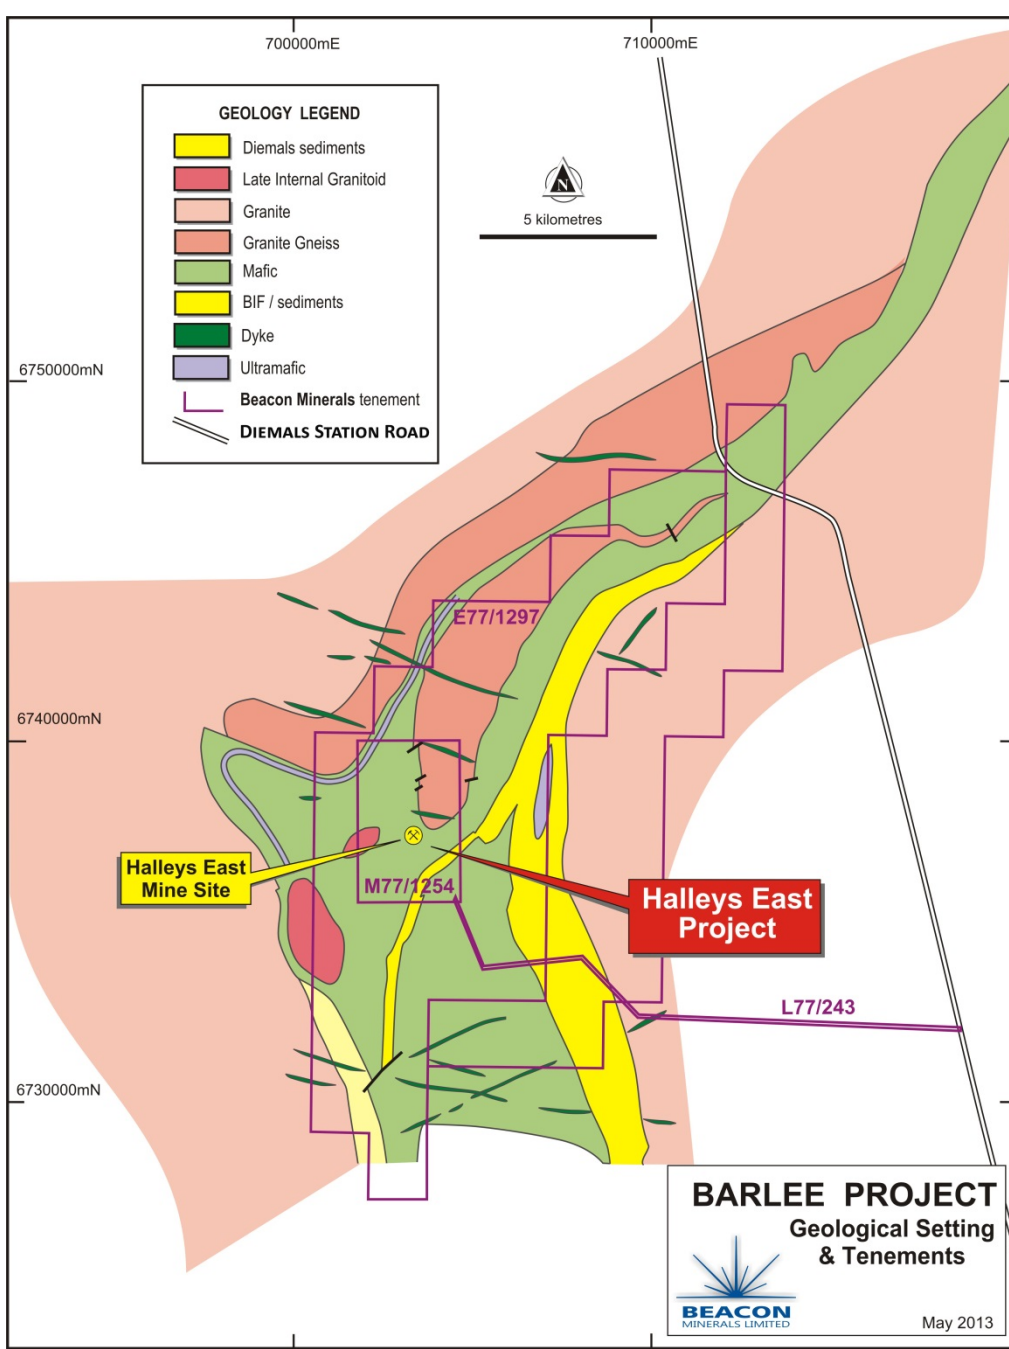 700000mE
710000mE
GEOLOGY LEGEND
Diemals sediments
Late Internal Granitoid
Granite
Granite Gneiss
Mafic
BIF / sediments
Dyke
Ultramafic
Beacon Minerals tenement
DIEMALS STATION ROAD
N
5 kilometres
6750000mN
E77/1297
6740000mN
Halleys East
Mine Site
M77/1254
Halleys East
Project
L77/243
6730000mN
BARLEE PROJECT
Geological Setting
& Tenements
BEACON
MINERALS LIMITED
May 2013